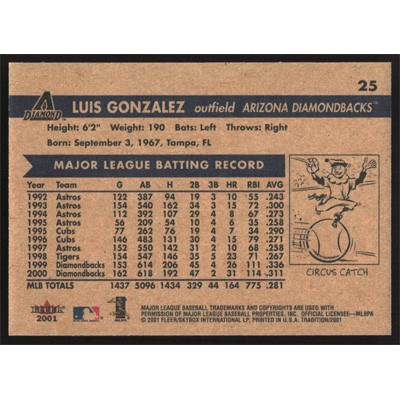 25
DIAMOND
LUIS GONZALEZ outfield ARIZONA DIAMONDBACKS™
Height: 6'2" Weight: 190 Bats: Left Throws: Right
Born: September 3, 1967, Tampa, FL
MAJOR LEAGUE BATTING RECORD
Year Team G AB H 2B 3B HR RBI AVG
1992 Astros 122 387 94 19 3 10 55 .243
1993 Astros 154 540 162 34 3 15 72 .300
1994 Astros 112 392 107 29 4 8 67 .273
1995 Astros 56 209 54 10 4 6 35 .258
1995 Cubs 77 262 76 19 4 7 34 .290
1996 Cubs 146 483 131 30 4 15 79 .271
1997 Astros 152 550 142 31 2 10 68 .258
1998 Tigers 154 547 146 35 5 23 71 .267
1999 Diamondbacks 153 614 206 45 4 26 111 .336
2000 Diamondbacks 162 618 192 47 2 31 114 .311
MLB TOTALS 1437 5096 1434 323 38 164 775 .281
CIRCUS CATCH
FLEER
2001
MAJOR LEAGUE BASEBALL TRADEMARKS AND COPYRIGHTS ARE USED WITH
PERMISSION OF MAJOR LEAGUE BASEBALL PROPERTIES, INC. OFFICIAL LICENSEE—MLBPA
© 2001 FLEER/SKYBOX INTERNATIONAL LP, PRINTED IN U.S.A. TRADITION/2001